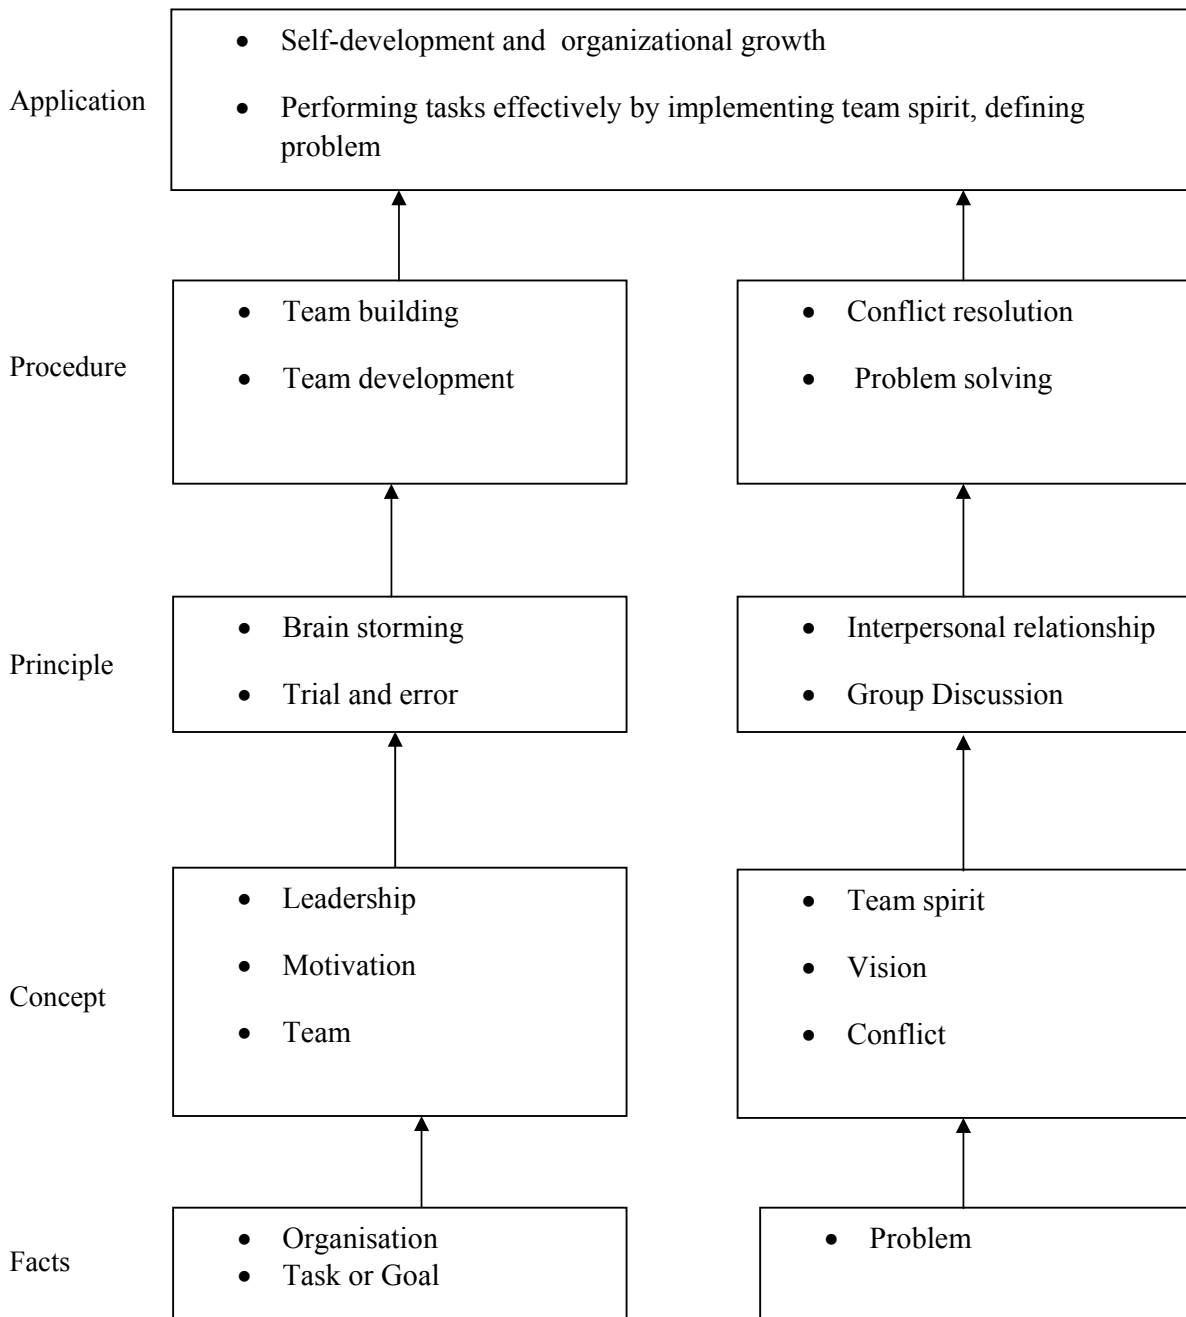 Application
• Self-development and organizational growth
• Performing tasks effectively by implementing team spirit, defining
problem
Procedure
• Team building
• Team development
• Conflict resolution
• Problem solving
Principle
• Brain storming
• Trial and error
• Interpersonal relationship
• Group Discussion
Concept
• Leadership
• Motivation
• Team
• Team spirit
• Vision
• Conflict
Facts
• Organisation
• Task or Goal
• Problem